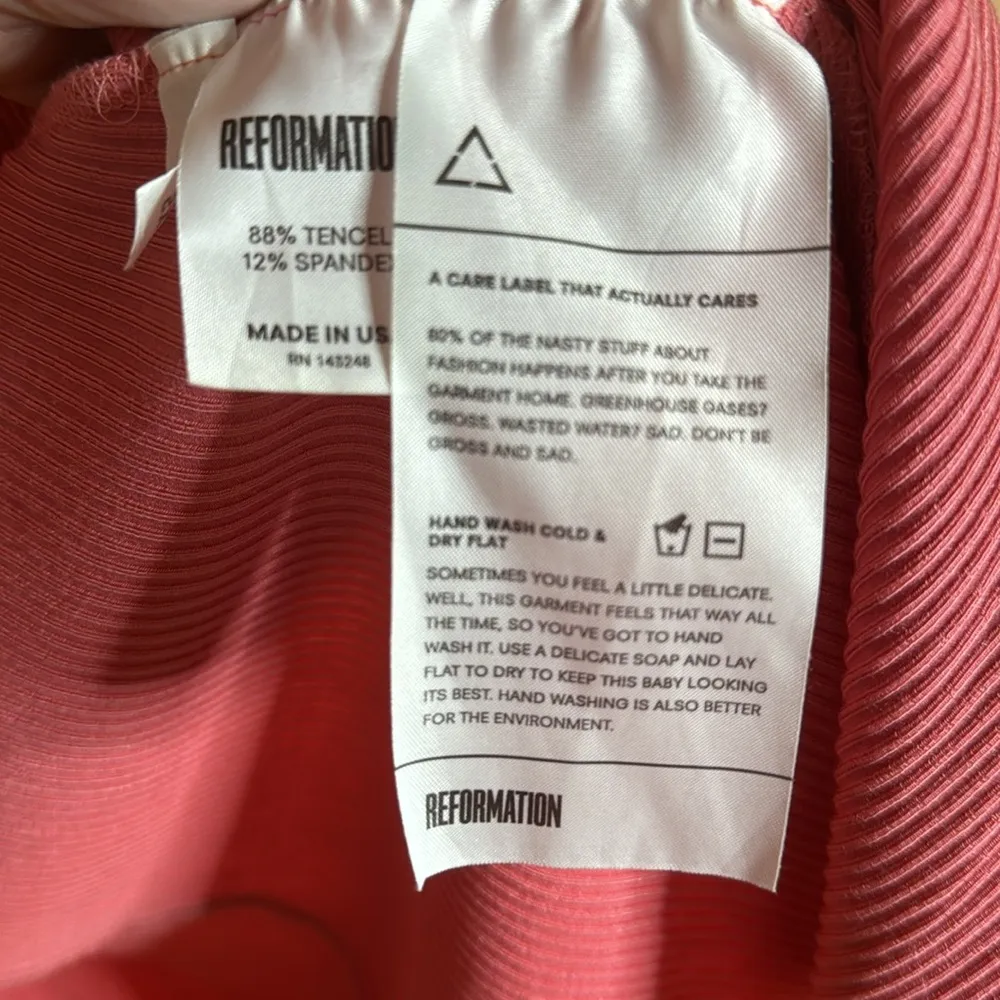 REFORMATIO
88% TENCEL
12% SPANDEX
MADE IN US
RN 143248
A CARE LABEL THAT ACTUALLY CARES
80% OF THE NASTY STUFF ABOUT
FASHION HAPPENS AFTER YOU TAKE THE
GARMENT HOME. GREENHOUSE GASES?
GROSS. WASTED WATER? SAD. DON'T BE
GROSS AND SAD.
HAND WASH COLD &
DRY FLAT
SOMETIMES YOU FEEL A LITTLE DELICATE.
WELL, THIS GARMENT FEELS THAT WAY ALL
THE TIME, SO YOU'VE GOT TO HAND
WASH IT. USE A DELICATE SOAP AND LAY
FLAT TO DRY TO KEEP THIS BABY LOOKING
ITS BEST. HAND WASHING IS ALSO BETTER
FOR THE ENVIRONMENT.
REFORMATION